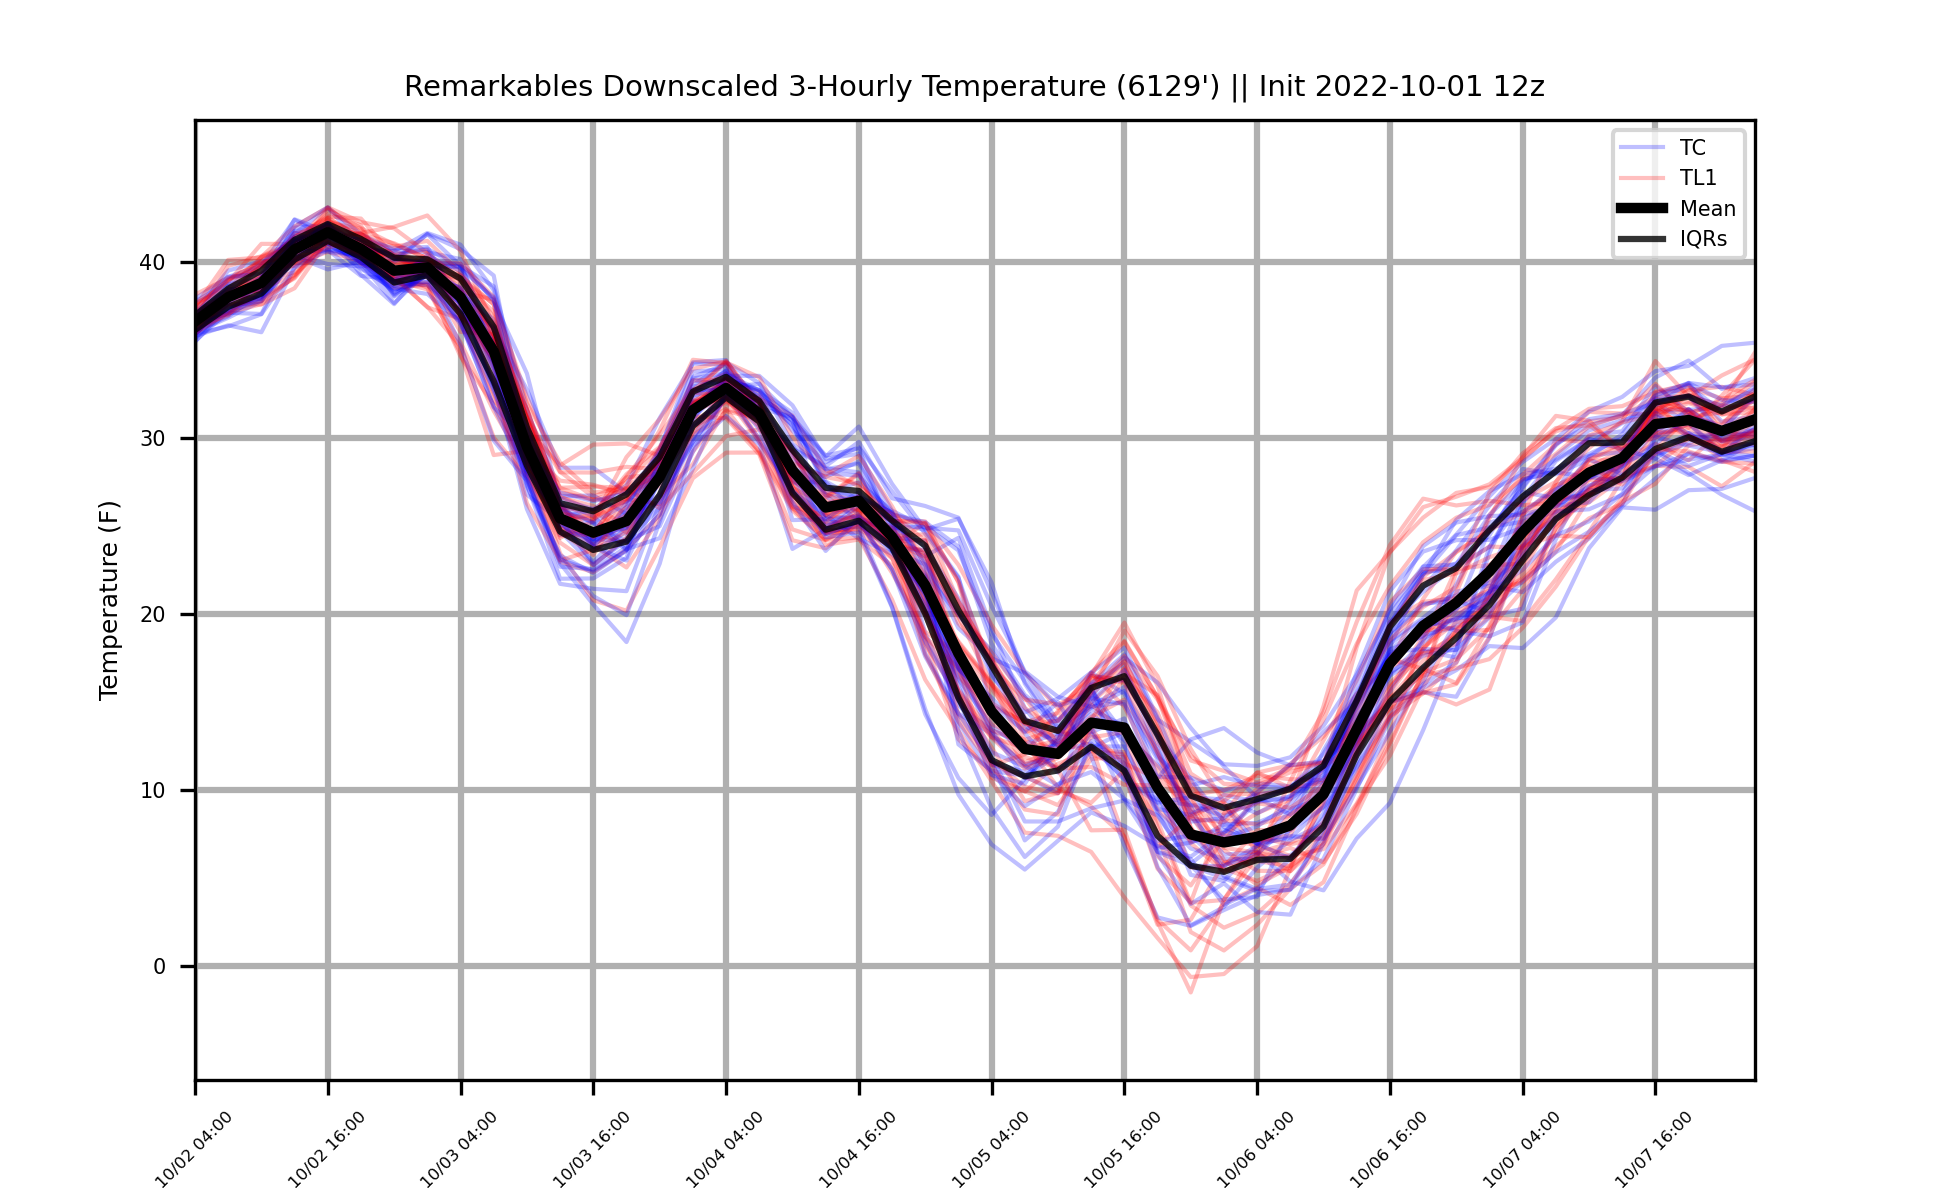 Remarkables Downscaled 3-Hourly Temperature (6129') || Init 2022-10-01 12z
TC
TL1
Mean
IQRs
Temperature (F)
40
30
20
10
0
10/02 04:00
10/02 16:00
10/03 04:00
10/03 16:00
10/04 04:00
10/04 16:00
10/05 04:00
10/05 16:00
10/06 04:00
10/06 16:00
10/07 04:00
10/07 16:00